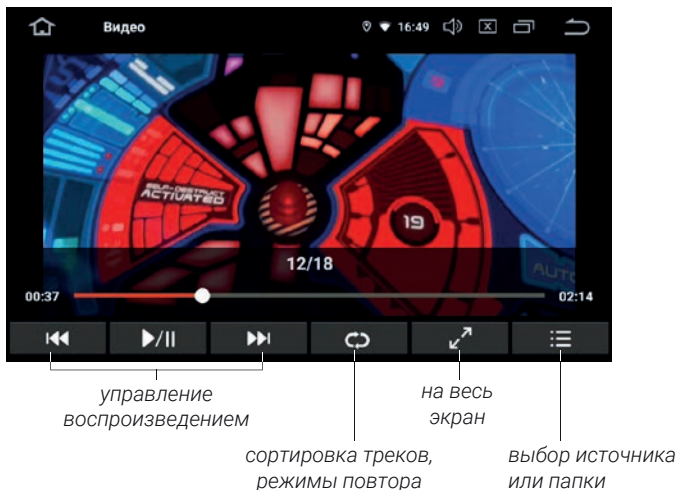 Видео
16:49
SELF-DESTRUCT
ACTIVATED
19
AUTO
12/18
00:37
02:14
управление
воспроизведением
на весь
экран
сортировка треков,
режимы повтора
выбор источника
или папки